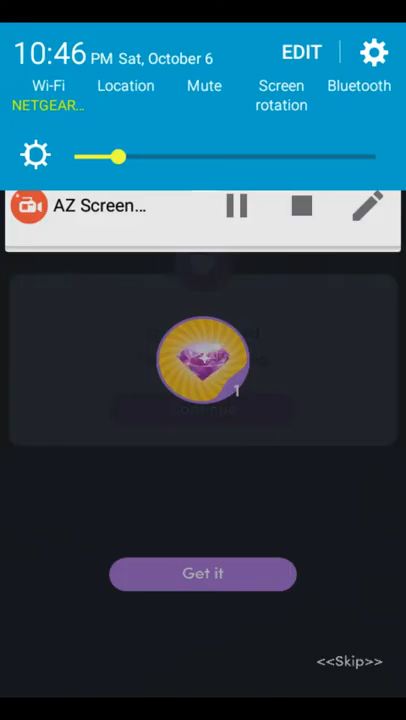 10:46 PM Sat, October 6 EDIT
Wi-Fi Location Mute Screen rotation Bluetooth
NETGEAR...
AZ Screen...
1
Get it
<<Skip>>